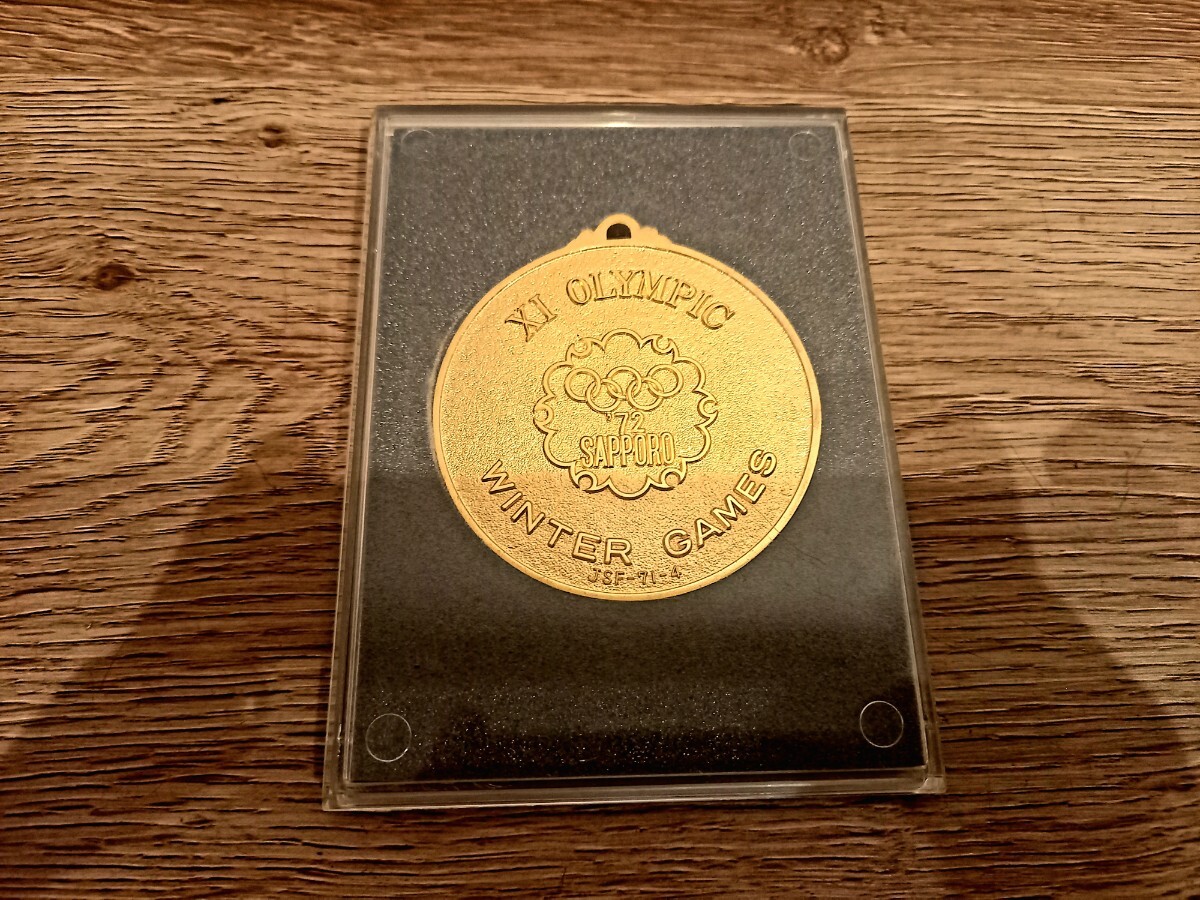 XI OLYMPIC
'72
SAPPORO
WINTER GAMES
JSF-71-4